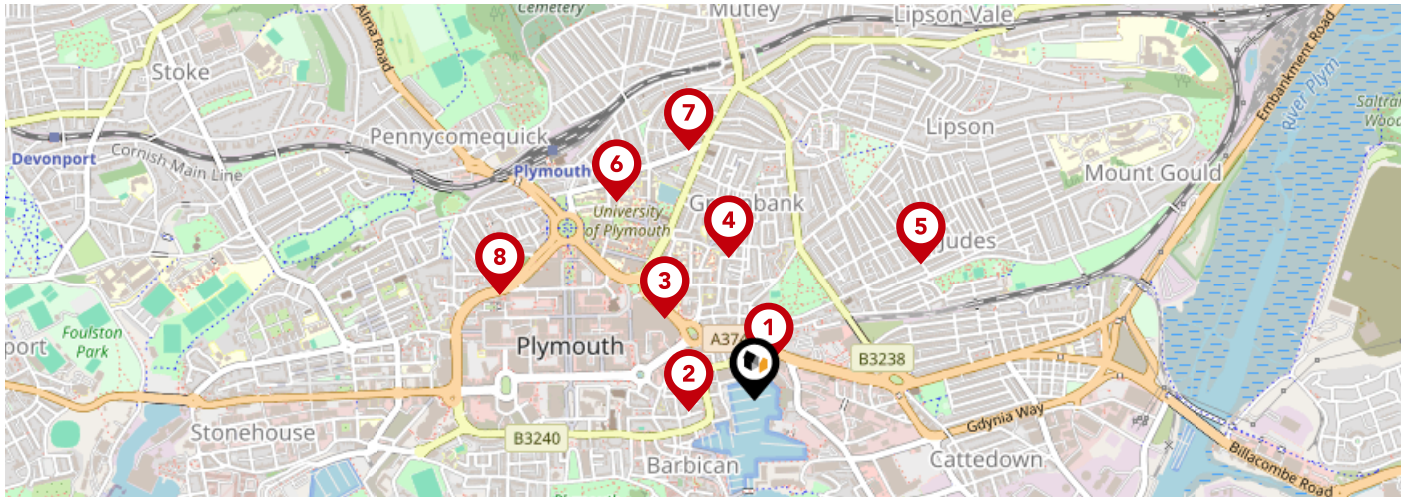 Cemetery
Mutley
Lipson Vale
Alma Road
Stoke
Embankment Road
River Plym
Saltram
Wood
Pennycomequick
7
Lipson
Devonport
Cornish Main Line
Plymouth
6
Mount Gould
University
of Plymouth
4
Greenbank
5
Judes
8
3
1
Foulston
Park
port
Plymouth
A374
B3238
2
Gdynia Way
Stonehouse
B3240
Barbican
Cattedown
Billacombe Road
Plymouth